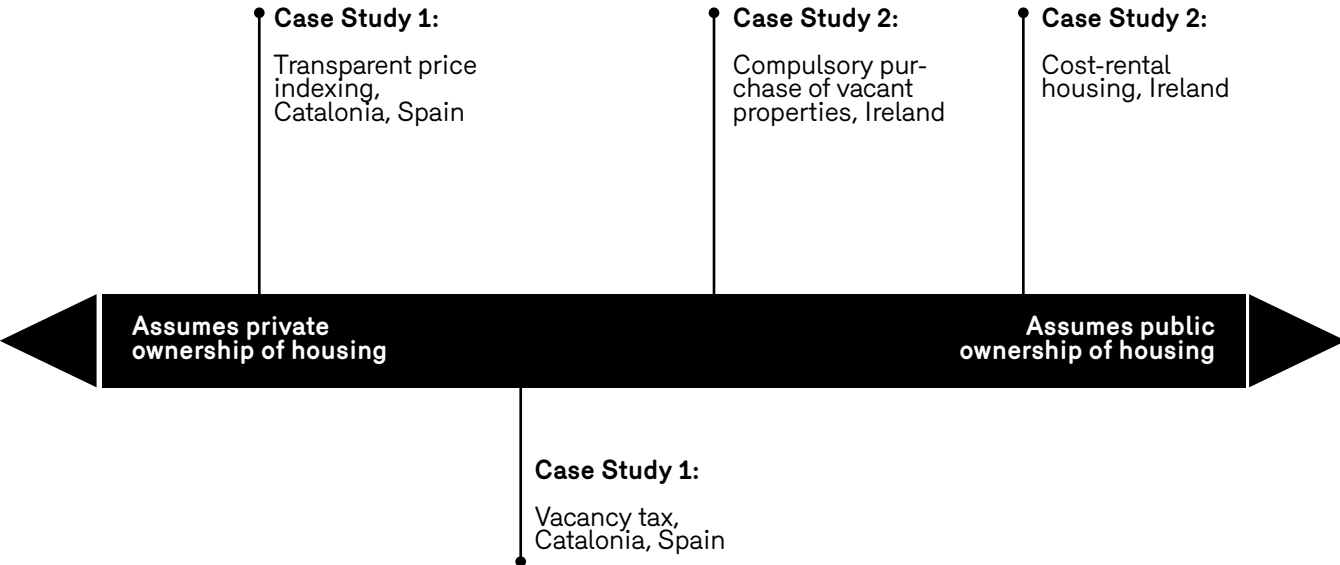 Case Study 1:
Transparent price
indexing,
Catalonia, Spain
Case Study 2:
Compulsory pur-
chase of vacant
properties, Ireland
Case Study 2:
Cost-rental
housing, Ireland
Assumes private
ownership of housing
Assumes public
ownership of housing
Case Study 1:
Vacancy tax,
Catalonia, Spain